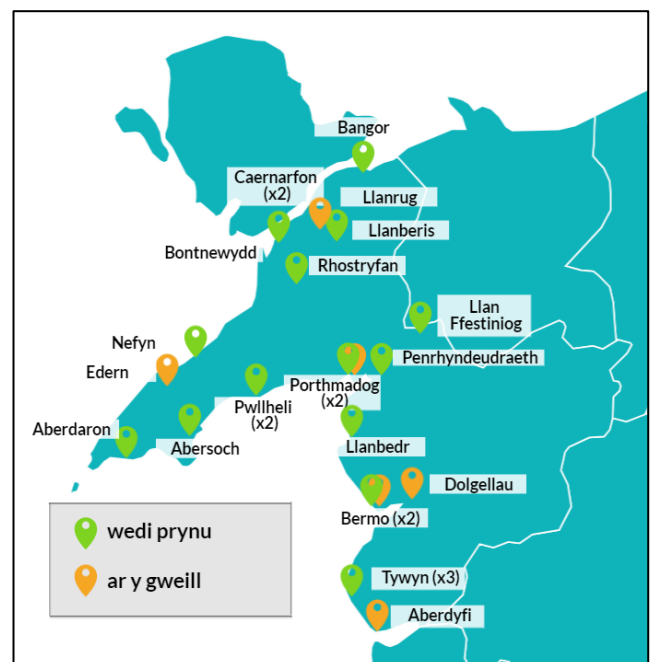 Bangor
Caernarfon
(x2)
Llanrug
Llanberis
Bontnewydd
Rhostryfan
Llan
Ffestiniog
Nefyn
Penrhyndeudraeth
Edern
Porthmadog
(x2)
Pwllheli
(x2)
Aberdaron
Abersoch
Llanbedr
Dolgellau
Bermo (x2)
wedi prynu
ar y gweill
Tywyn (x3)
Aberdyfi